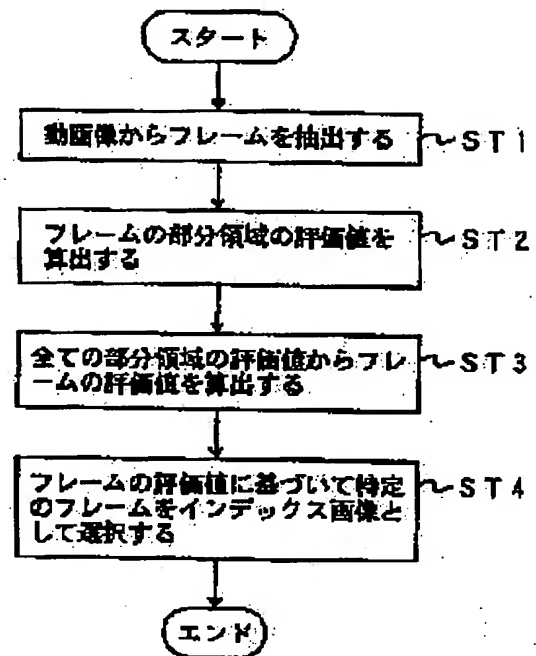 スタート
動画像からフレームを抽出する
ST1
フレームの部分領域の評価値を
算出する
ST2
全ての部分領域の評価値からフレ
ームの評価値を算出する
ST3
フレームの評価値に基づいて特定
のフレームをインデックス画像と
して選択する
ST4
エンド